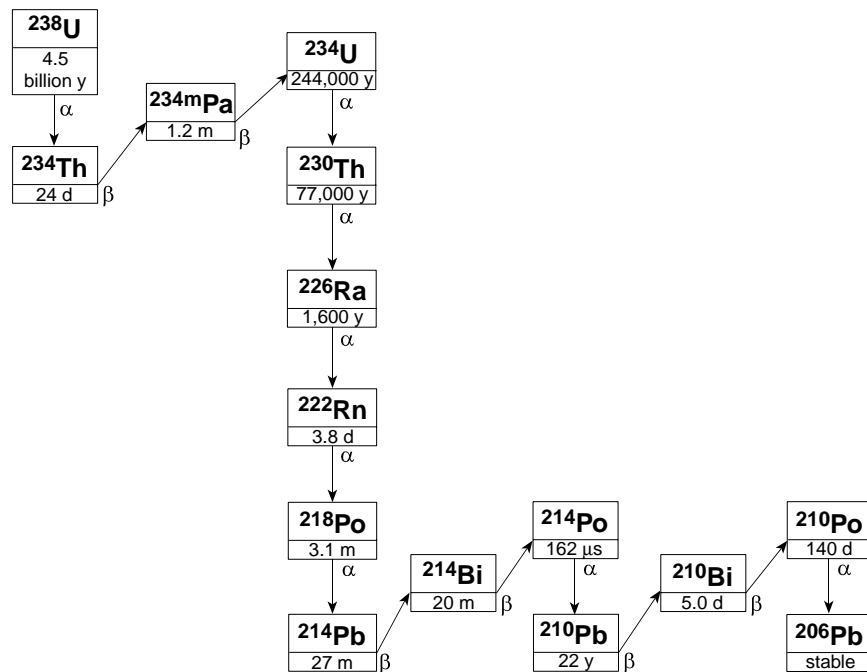 238U
4.5
billion y
α
234Th
24 d
β
234mPa
1.2 m
β
234U
244,000 y
α
230Th
77,000 y
α
226Ra
1,600 y
α
222Rn
3.8 d
α
218Po
3.1 m
α
214Pb
27 m
β
214Bi
20 m
β
214Po
162 µs
α
210Pb
22 y
β
210Bi
5.0 d
β
210Po
140 d
α
206Pb
stable